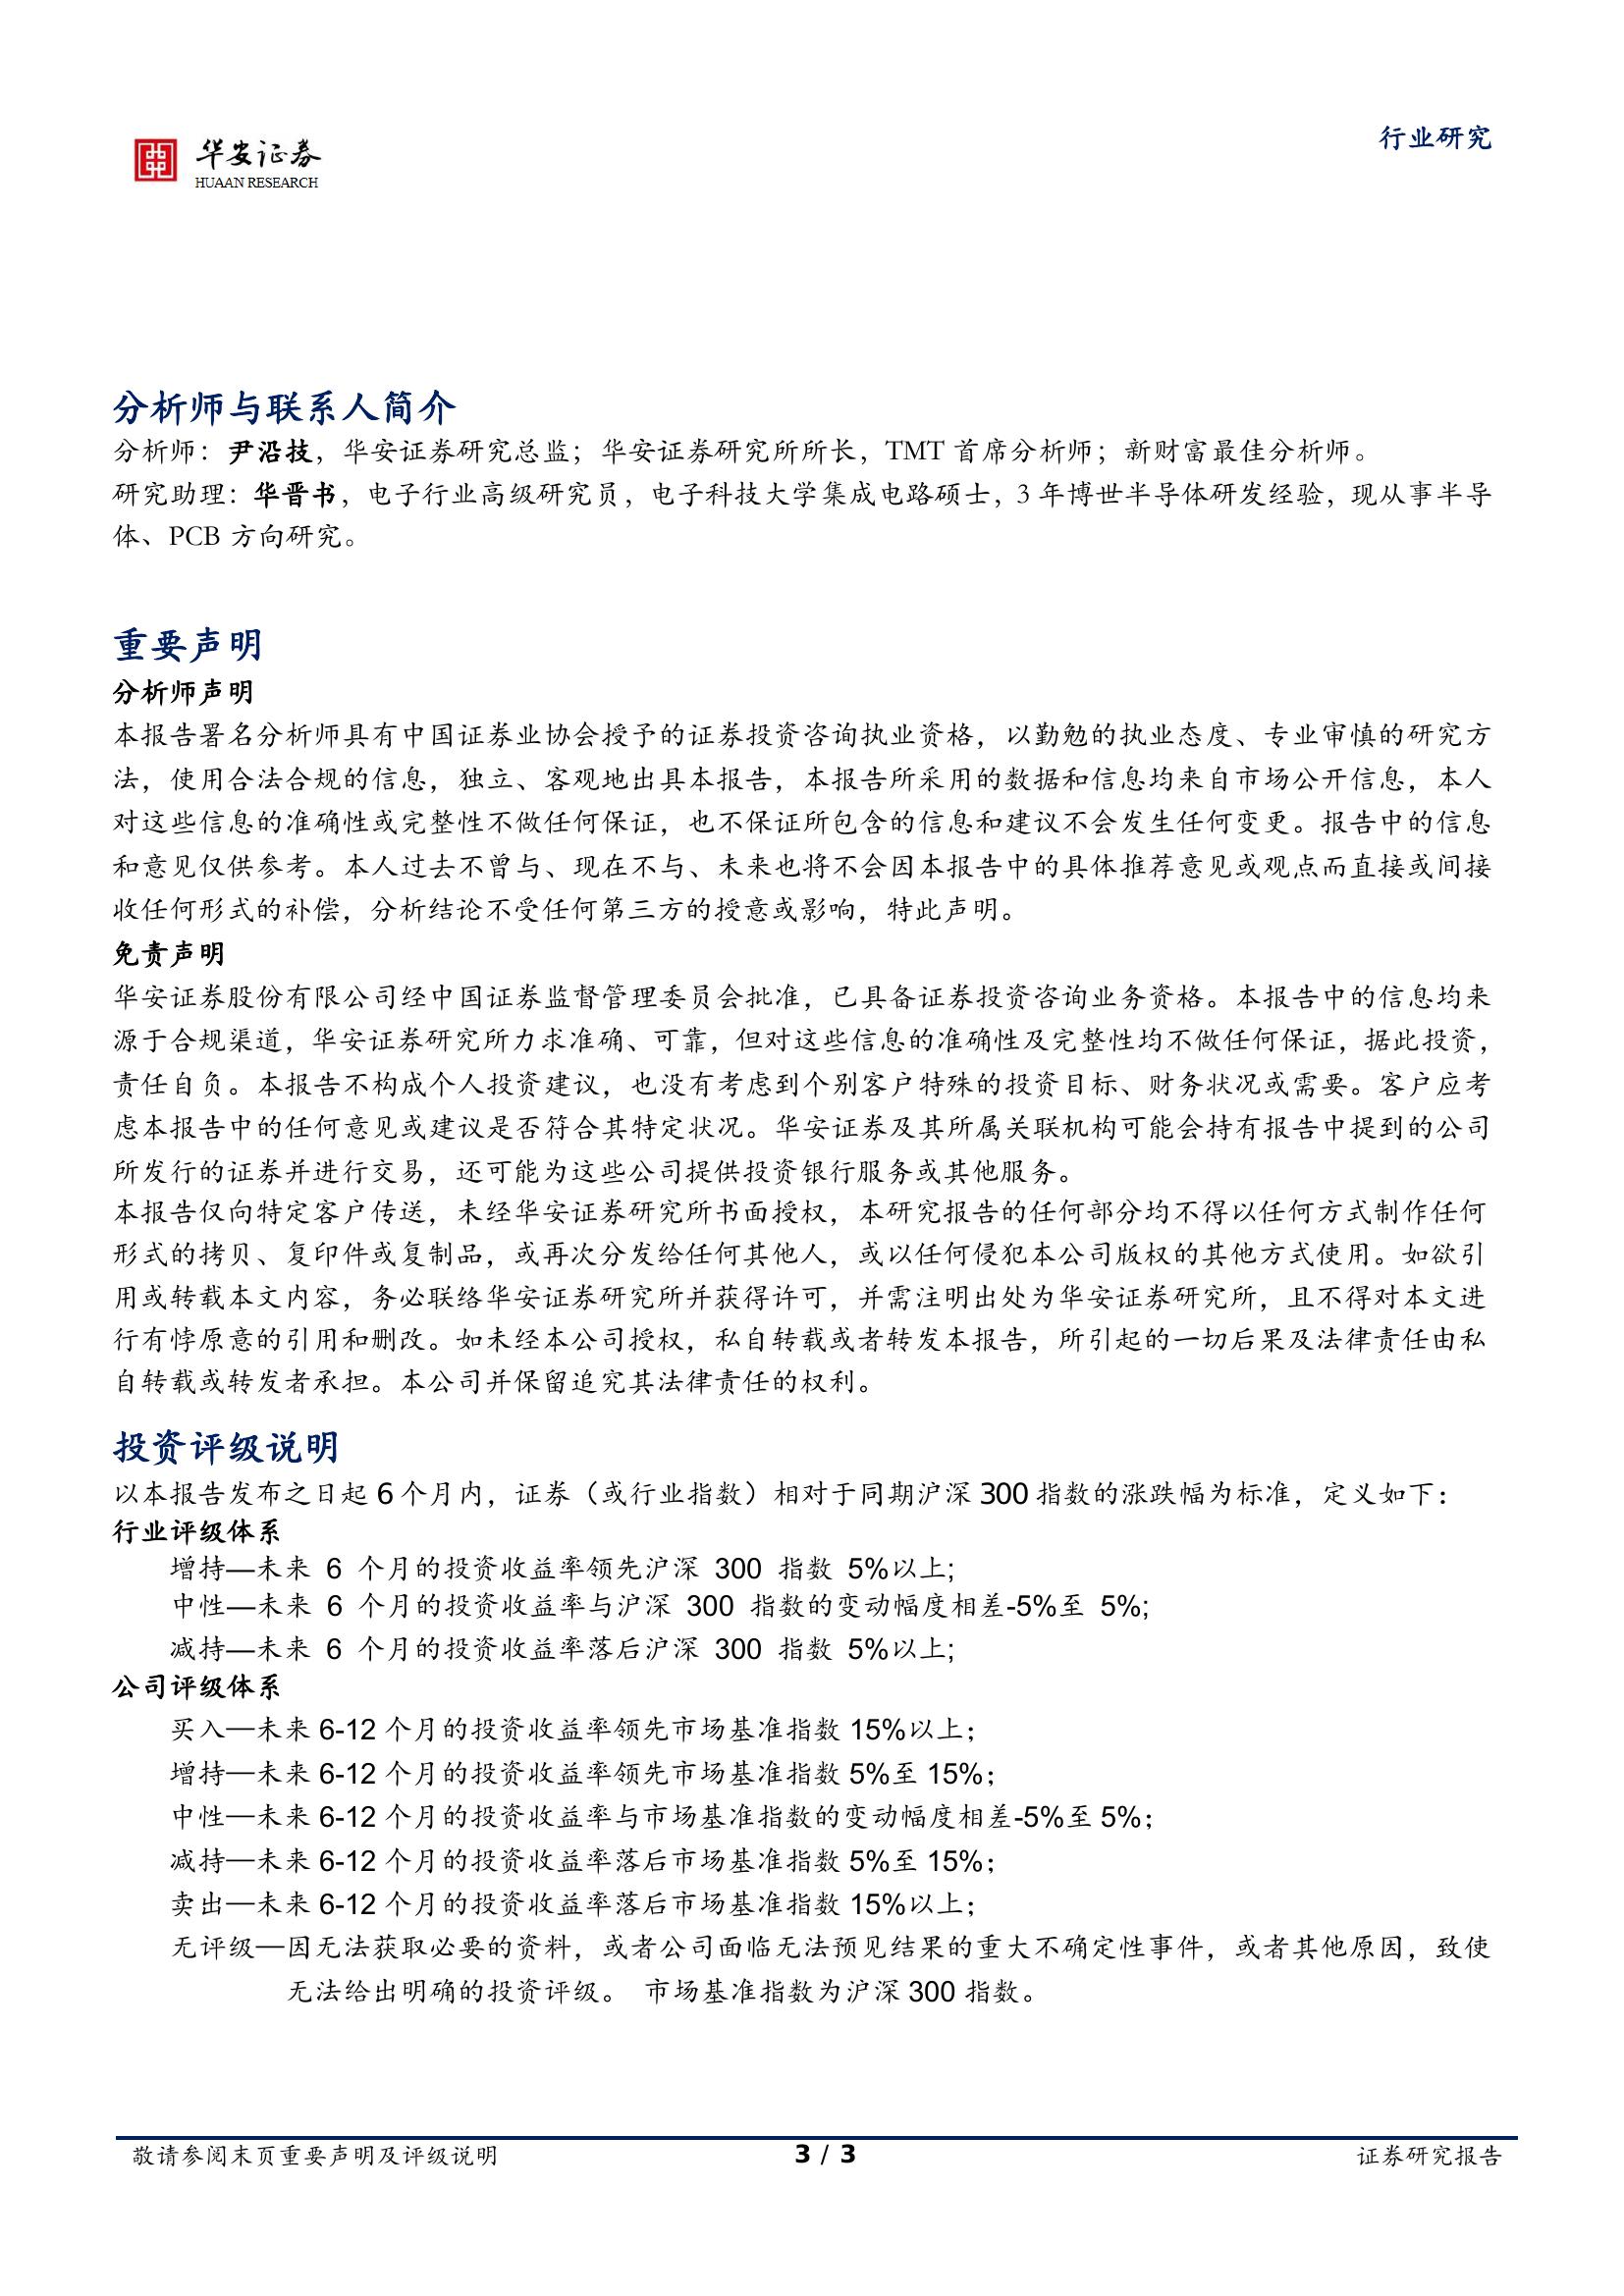 华安证券
HUAAN RESEARCH
行业研究
分析师与联系人简介
分析师：尹沿技，华安证券研究总监；华安证券研究所所长，TMT 首席分析师；新财富最佳分析师。
研究助理：华晋书，电子行业高级研究员，电子科技大学集成电路硕士，3 年博世半导体研发经验，现从事半导
体、PCB 方向研究。
重要声明
分析师声明
本报告署名分析师具有中国证券业协会授予的证券投资咨询执业资格，以勤勉的执业态度、专业审慎的研究方
法，使用合法合规的信息，独立、客观地出具本报告，本报告所采用的数据和信息均来自市场公开信息，本人
对这些信息的准确性或完整性不做任何保证，也不保证所包含的信息和建议不会发生任何变更。报告中的信息
和意见仅供参考。本人过去不曾与、现在不与、未来也将不会因本报告中的具体推荐意见或观点而直接或间接
收任何形式的补偿，分析结论不受任何第三方的授意或影响，特此声明。
免责声明
华安证券股份有限公司经中国证券监督管理委员会批准，已具备证券投资咨询业务资格。本报告中的信息均来
源于合规渠道，华安证券研究所力求准确、可靠，但对这些信息的准确性及完整性均不做任何保证，据此投资，
责任自负。本报告不构成个人投资建议，也没有考虑到个别客户特殊的投资目标、财务状况或需要。客户应考
虑本报告中的任何意见或建议是否符合其特定状况。华安证券及其所属关联机构可能会持有报告中提到的公司
所发行的证券并进行交易，还可能为这些公司提供投资银行服务或其他服务。
本报告仅向特定客户传送，未经华安证券研究所书面授权，本研究报告的任何部分均不得以任何方式制作任何
形式的拷贝、复印件或复制品，或再次分发给任何其他人，或以任何侵犯本公司版权的其他方式使用。如欲引
用或转载本文内容，务必联络华安证券研究所并获得许可，并需注明出处为华安证券研究所，且不得对本文进
行有悖原意的引用和删改。如未经本公司授权，私自转载或者转发本报告，所引起的一切后果及法律责任由私
自转载或转发者承担。本公司并保留追究其法律责任的权利。
投资评级说明
以本报告发布之日起 6 个月内，证券（或行业指数）相对于同期沪深 300 指数的涨跌幅为标准，定义如下：
行业评级体系
增持—未来 6 个月的投资收益率领先沪深 300 指数 5%以上;
中性—未来 6 个月的投资收益率与沪深 300 指数的变动幅度相差-5%至 5%;
减持—未来 6 个月的投资收益率落后沪深 300 指数 5%以上;
公司评级体系
买入—未来 6-12 个月的投资收益率领先市场基准指数 15%以上；
增持—未来 6-12 个月的投资收益率领先市场基准指数 5%至 15%；
中性—未来 6-12 个月的投资收益率与市场基准指数的变动幅度相差-5%至 5%；
减持—未来 6-12 个月的投资收益率落后市场基准指数 5%至 15%；
卖出—未来 6-12 个月的投资收益率落后市场基准指数 15%以上；
无评级—因无法获取必要的资料，或者公司面临无法预见结果的重大不确定性事件，或者其他原因，致使
无法给出明确的投资评级。 市场基准指数为沪深 300 指数。
敬请参阅末页重要声明及评级说明
3 / 3
证券研究报告